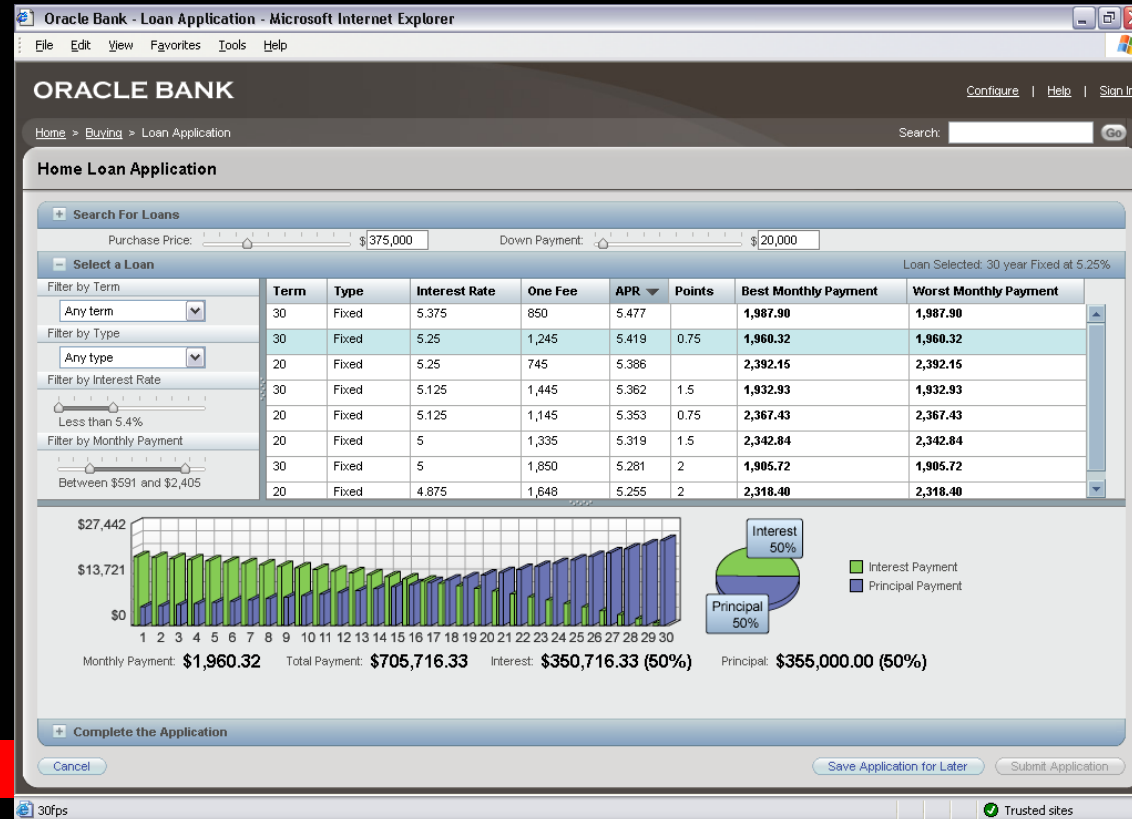 Oracle Bank - Loan Application - Microsoft Internet Explorer
File Edit View Favorites Tools Help
ORACLE BANK
Configure | Help | Sign In
Home > Buying > Loan Application
Search: Go
Home Loan Application
Search For Loans
Purchase Price: $ 375,000 Down Payment: $ 20,000
Select a Loan Loan Selected: 30 year Fixed at 5.25%
Filter by Term
Any term
Filter by Type
Any type
Filter by Interest Rate
Less than 5.4%
Filter by Monthly Payment
Between $591 and $2,405
Term Type Interest Rate One Fee APR Points Best Monthly Payment Worst Monthly Payment
30 Fixed 5.375 850 5.477 1,987.90 1,987.90
30 Fixed 5.25 1,245 5.419 0.75 1,960.32 1,960.32
20 Fixed 5.25 745 5.386 2,392.15 2,392.15
30 Fixed 5.125 1,445 5.362 1.5 1,932.93 1,932.93
20 Fixed 5.125 1,145 5.353 0.75 2,367.43 2,367.43
20 Fixed 5 1,335 5.319 1.5 2,342.84 2,342.84
30 Fixed 5 1,850 5.281 2 1,905.72 1,905.72
20 Fixed 4.875 1,648 5.255 2 2,318.40 2,318.40
$27,442
$13,721
$0
1 2 3 4 5 6 7 8 9 10 11 12 13 14 15 16 17 18 19 20 21 22 23 24 25 26 27 28 29 30
Interest
50%
Principal
50%
Interest Payment
Principal Payment
Monthly Payment: $1,960.32 Total Payment: $705,716.33 Interest: $350,716.33 (50%) Principal: $355,000.00 (50%)
Complete the Application
Cancel Save Application for Later Submit Application
30fps Trusted sites